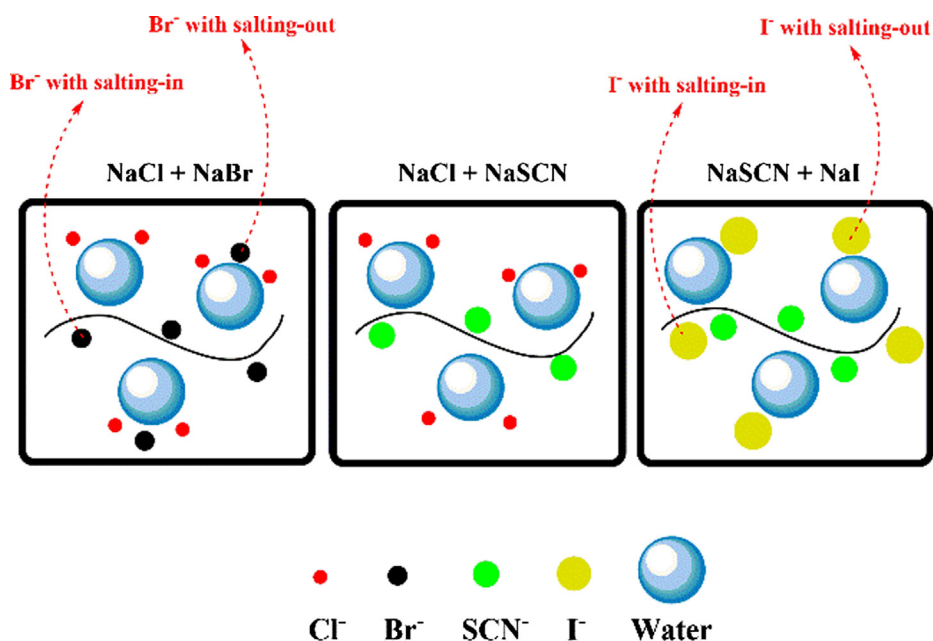 Br⁻ with salting-out
Br⁻ with salting-in
I⁻ with salting-out
I⁻ with salting-in
NaCl + NaBr
NaCl + NaSCN
NaSCN + NaI
Cl⁻ Br⁻ SCN⁻ I⁻ Water